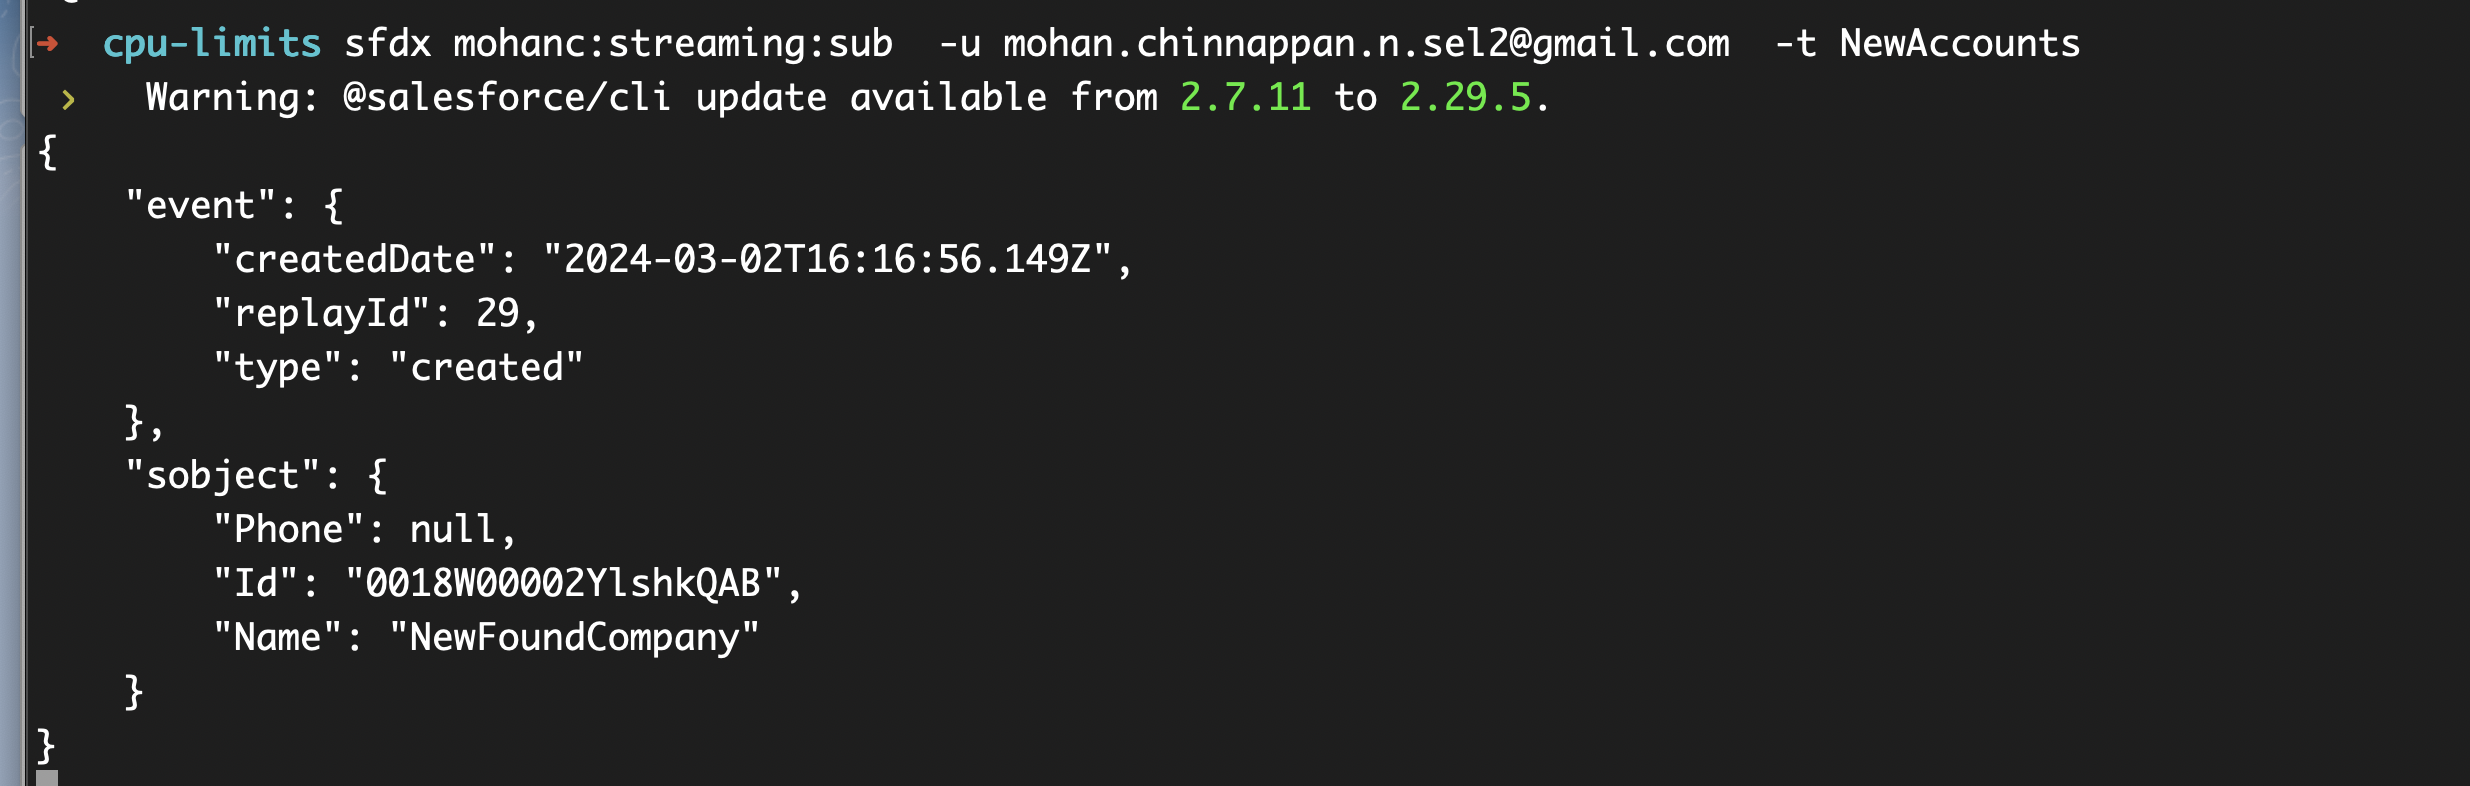 ➜  cpu-limits sfdx mohanc:streaming:sub  -u mohan.chinnappan.n.sel2@gmail.com  -t NewAccounts
 ›   Warning: @salesforce/cli update available from 2.7.11 to 2.29.5.
{
    "event": {
        "createdDate": "2024-03-02T16:16:56.149Z",
        "replayId": 29,
        "type": "created"
    },
    "sobject": {
        "Phone": null,
        "Id": "0018W00002YlshkQAB",
        "Name": "NewFoundCompany"
    }
}